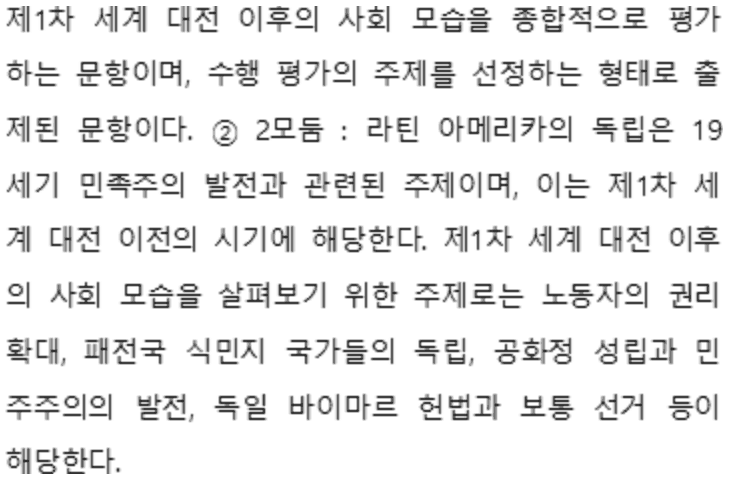 제1차 세계 대전 이후의 사회 모습을 종합적으로 평가
하는 문항이며, 수행 평가의 주제를 선정하는 형태로 출
제된 문항이다. ② 2모둠 : 라틴 아메리카의 독립은 19
세기 민족주의 발전과 관련된 주제이며, 이는 제1차 세
계 대전 이전의 시기에 해당한다. 제1차 세계 대전 이후
의 사회 모습을 살펴보기 위한 주제로는 노동자의 권리
확대, 패전국 식민지 국가들의 독립, 공화정 성립과 민
주주의의 발전, 독일 바이마르 헌법과 보통 선거 등이
해당한다.